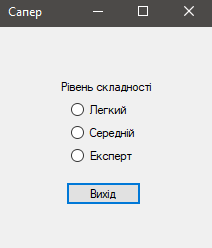 Сапер
Рівень складності
Легкий
Середній
Експерт
Вихід